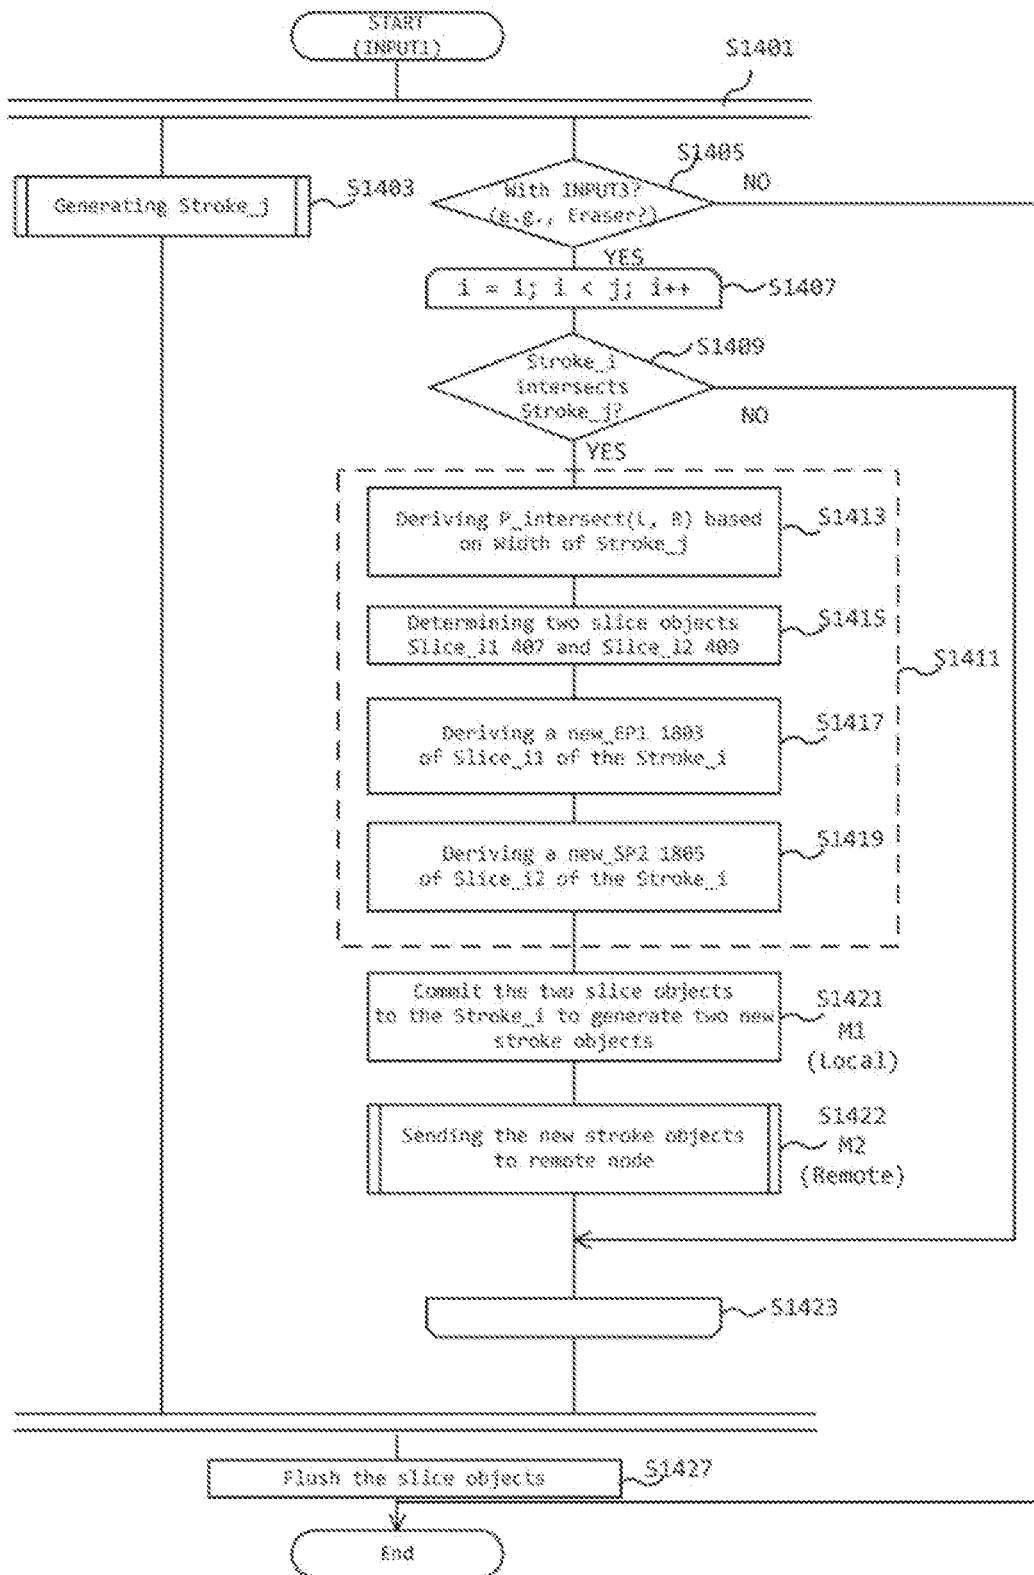 START
(INPUT1)
S1401
S1405
With INPUT3?
(e.g., Eraser?)
NO
S1403
Generating Stroke_j
YES
i = 1; i < j; i++
S1407
S1409
Stroke_i
intersects
Stroke_j?
NO
YES
Deriving P_intersect(L, R) based
on width of Stroke_j
S1413
Determining two slice objects
Slice_i1 407 and Slice_i2 409
S1415
S1411
Deriving a new_EP1 1803
of Slice_i1 of the Stroke_i
S1417
Deriving a new_SP2 1805
of Slice_i2 of the Stroke_i
S1419
Commit the two slice objects
to the Stroke_i to generate two new
stroke objects
S1421
M1
(Local)
Sending the new stroke objects
to remote node
S1422
M2
(Remote)
S1423
Flush the slice objects
S1427
End